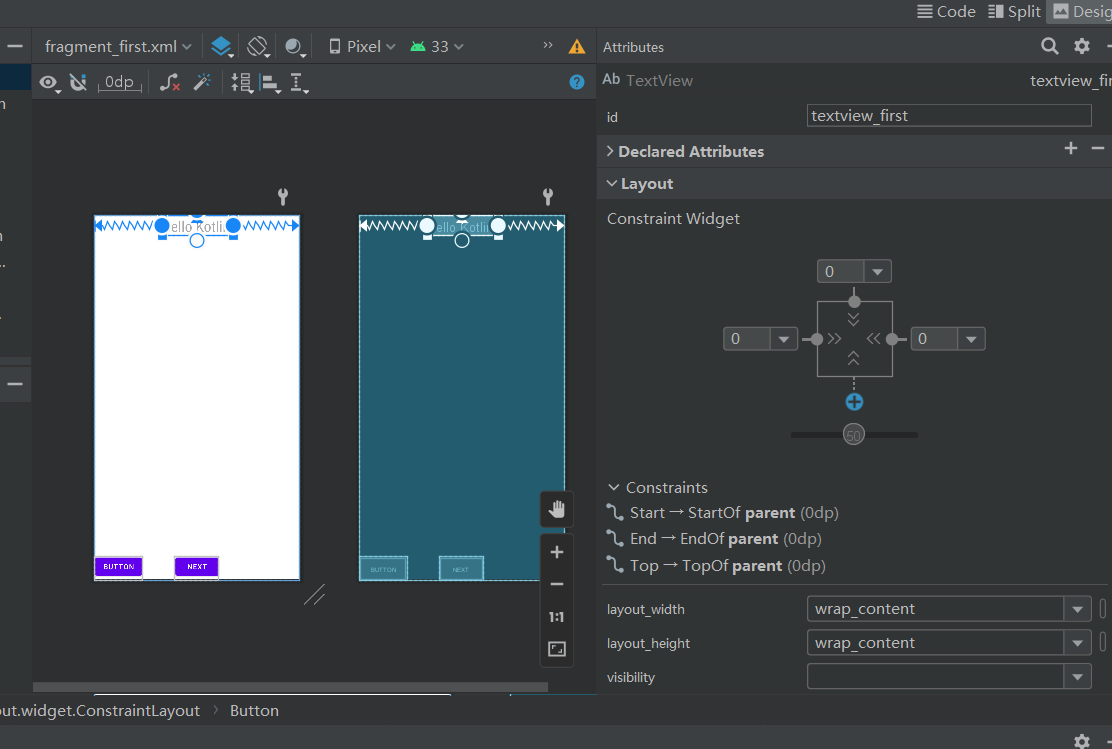 Code Split Desig
fragment_first.xml Pixel 33 » Attributes
0dp ?
Ab TextView textview_fir
id textview_first
Declared Attributes
Layout
Constraint Widget
ello Kotli
ello Kotli
0
0 0
50
Constraints
Start → StartOf parent (0dp)
End → EndOf parent (0dp)
Top → TopOf parent (0dp)
BUTTON NEXT
BUTTON NEXT
1:1
layout_width wrap_content
layout_height wrap_content
visibility
out.widget.ConstraintLayout > Button